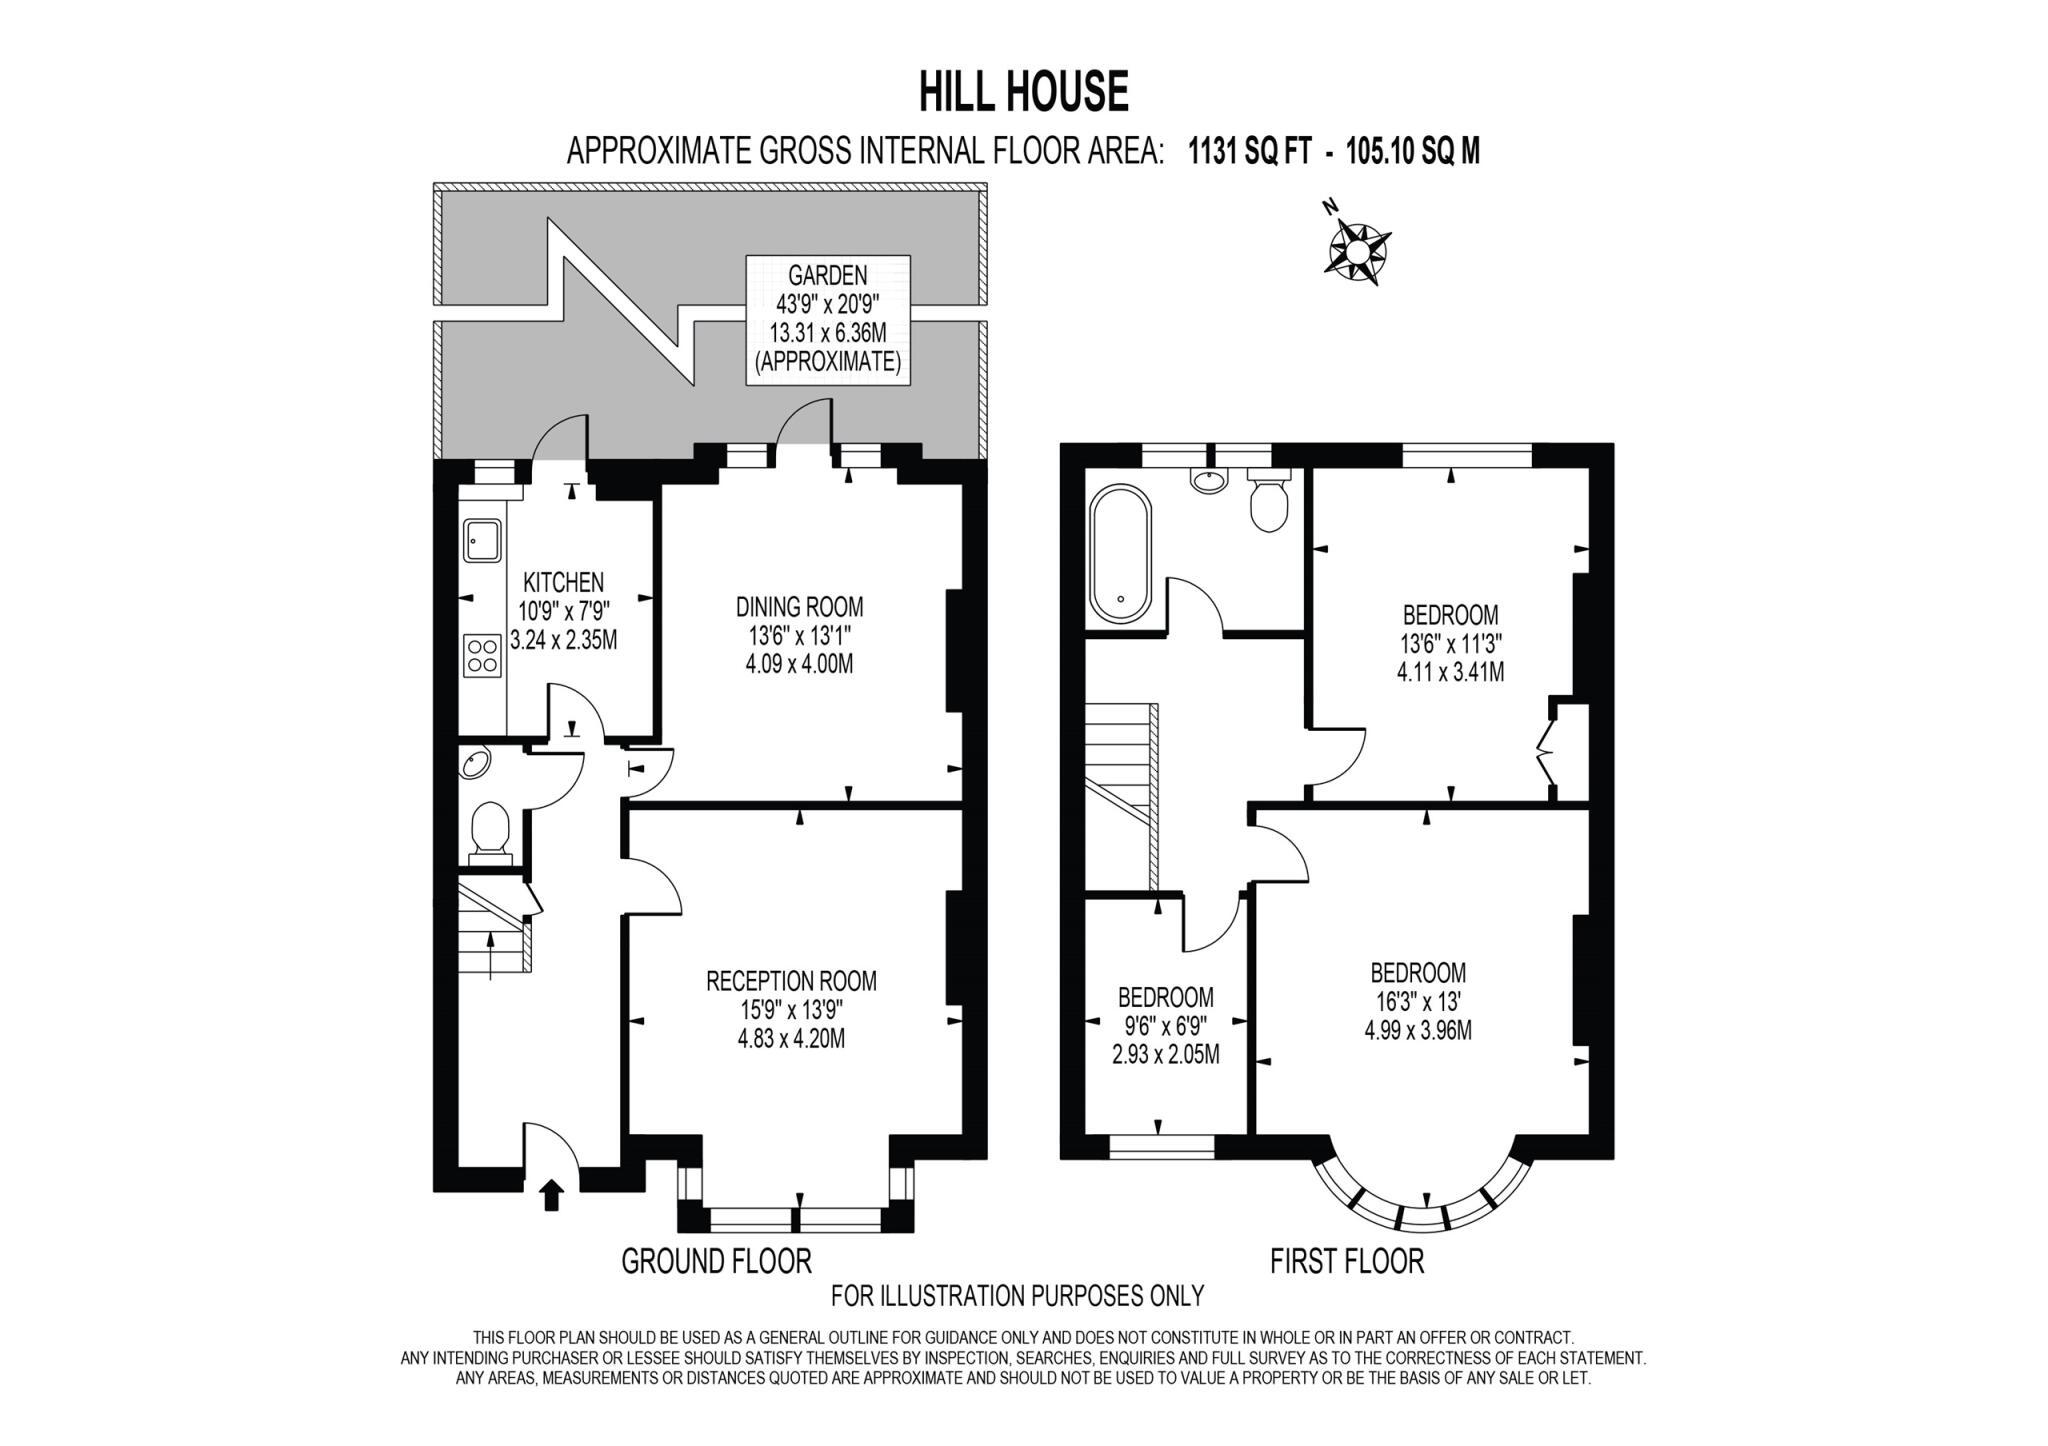 HILL HOUSE
APPROXIMATE GROSS INTERNAL FLOOR AREA: 1131 SQ FT - 105.10 SQ M
N
GARDEN
43'9" x 20'9"
13.31 x 6.36M
(APPROXIMATE)
KITCHEN
10'9" x 7'9"
3.24 x 2.35M
DINING ROOM
13'6" x 13'1"
4.09 x 4.00M
RECEPTION ROOM
15'9" x 13'9"
4.83 x 4.20M
GROUND FLOOR
BEDROOM
13'6" x 11'3"
4.11 x 3.41M
BEDROOM
9'6" x 6'9"
2.93 x 2.05M
BEDROOM
16'3" x 13'
4.99 x 3.96M
FIRST FLOOR
FOR ILLUSTRATION PURPOSES ONLY
THIS FLOOR PLAN SHOULD BE USED AS A GENERAL OUTLINE FOR GUIDANCE ONLY AND DOES NOT CONSTITUTE IN WHOLE OR IN PART AN OFFER OR CONTRACT.
ANY INTENDING PURCHASER OR LESSEE SHOULD SATISFY THEMSELVES BY INSPECTION, SEARCHES, ENQUIRIES AND FULL SURVEY AS TO THE CORRECTNESS OF EACH STATEMENT.
ANY AREAS, MEASUREMENTS OR DISTANCES QUOTED ARE APPROXIMATE AND SHOULD NOT BE USED TO VALUE A PROPERTY OR BE THE BASIS OF ANY SALE OR LET.